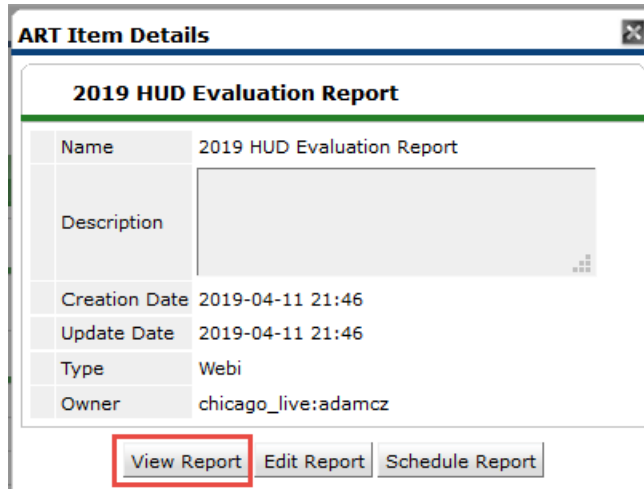 ART Item Details
2019 HUD Evaluation Report
Name 2019 HUD Evaluation Report
Description
Creation Date 2019-04-11 21:46
Update Date 2019-04-11 21:46
Type Webi
Owner chicago_live:adamcz
View Report Edit Report Schedule Report